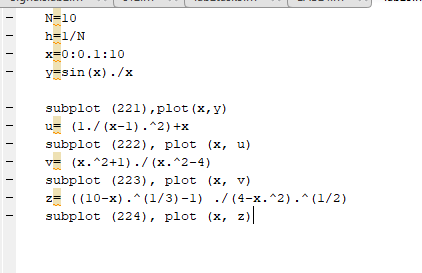 N=10
h=1/N
x=0:0.1:10
y=sin(x)./x
subplot (221),plot(x,y)
u= (1./(x-1).^2)+x
subplot (222), plot (x, u)
v= (x.^2+1)./(x.^2-4)
subplot (223), plot (x, v)
z= ((10-x).^(1/3)-1) ./(4-x.^2).^(1/2)
subplot (224), plot (x, z)